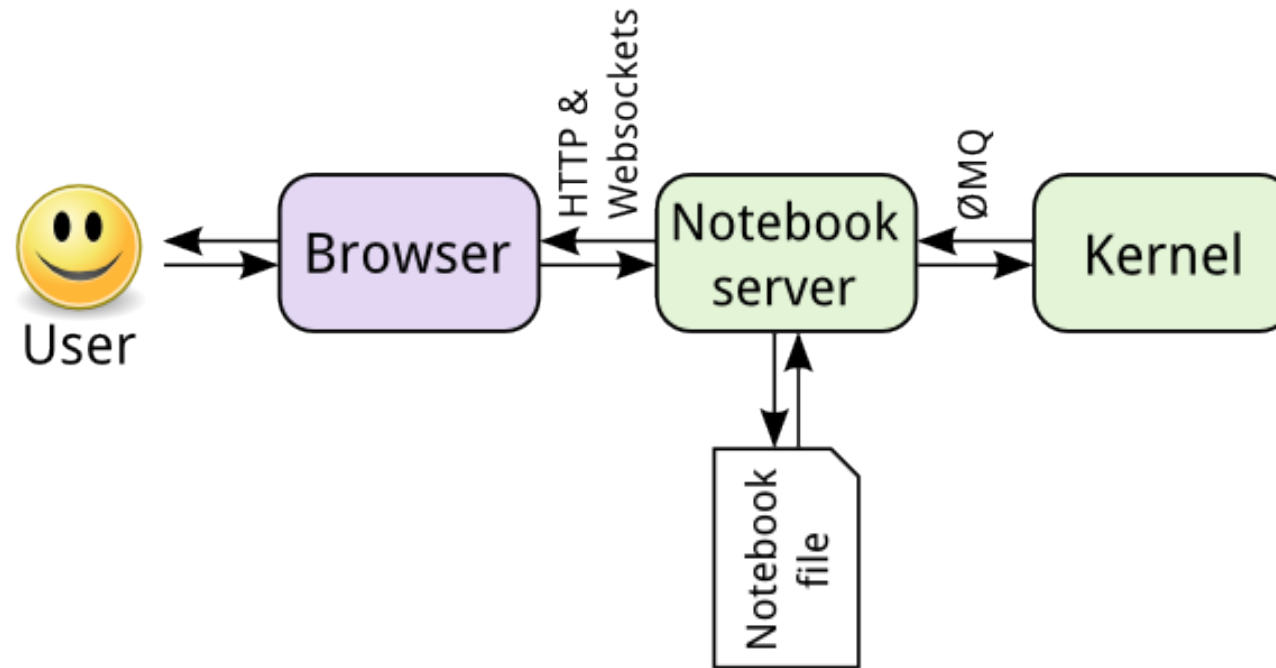 User
Browser
HTTP &
Websockets
Notebook
server
ØMQ
Kernel
Notebook
file